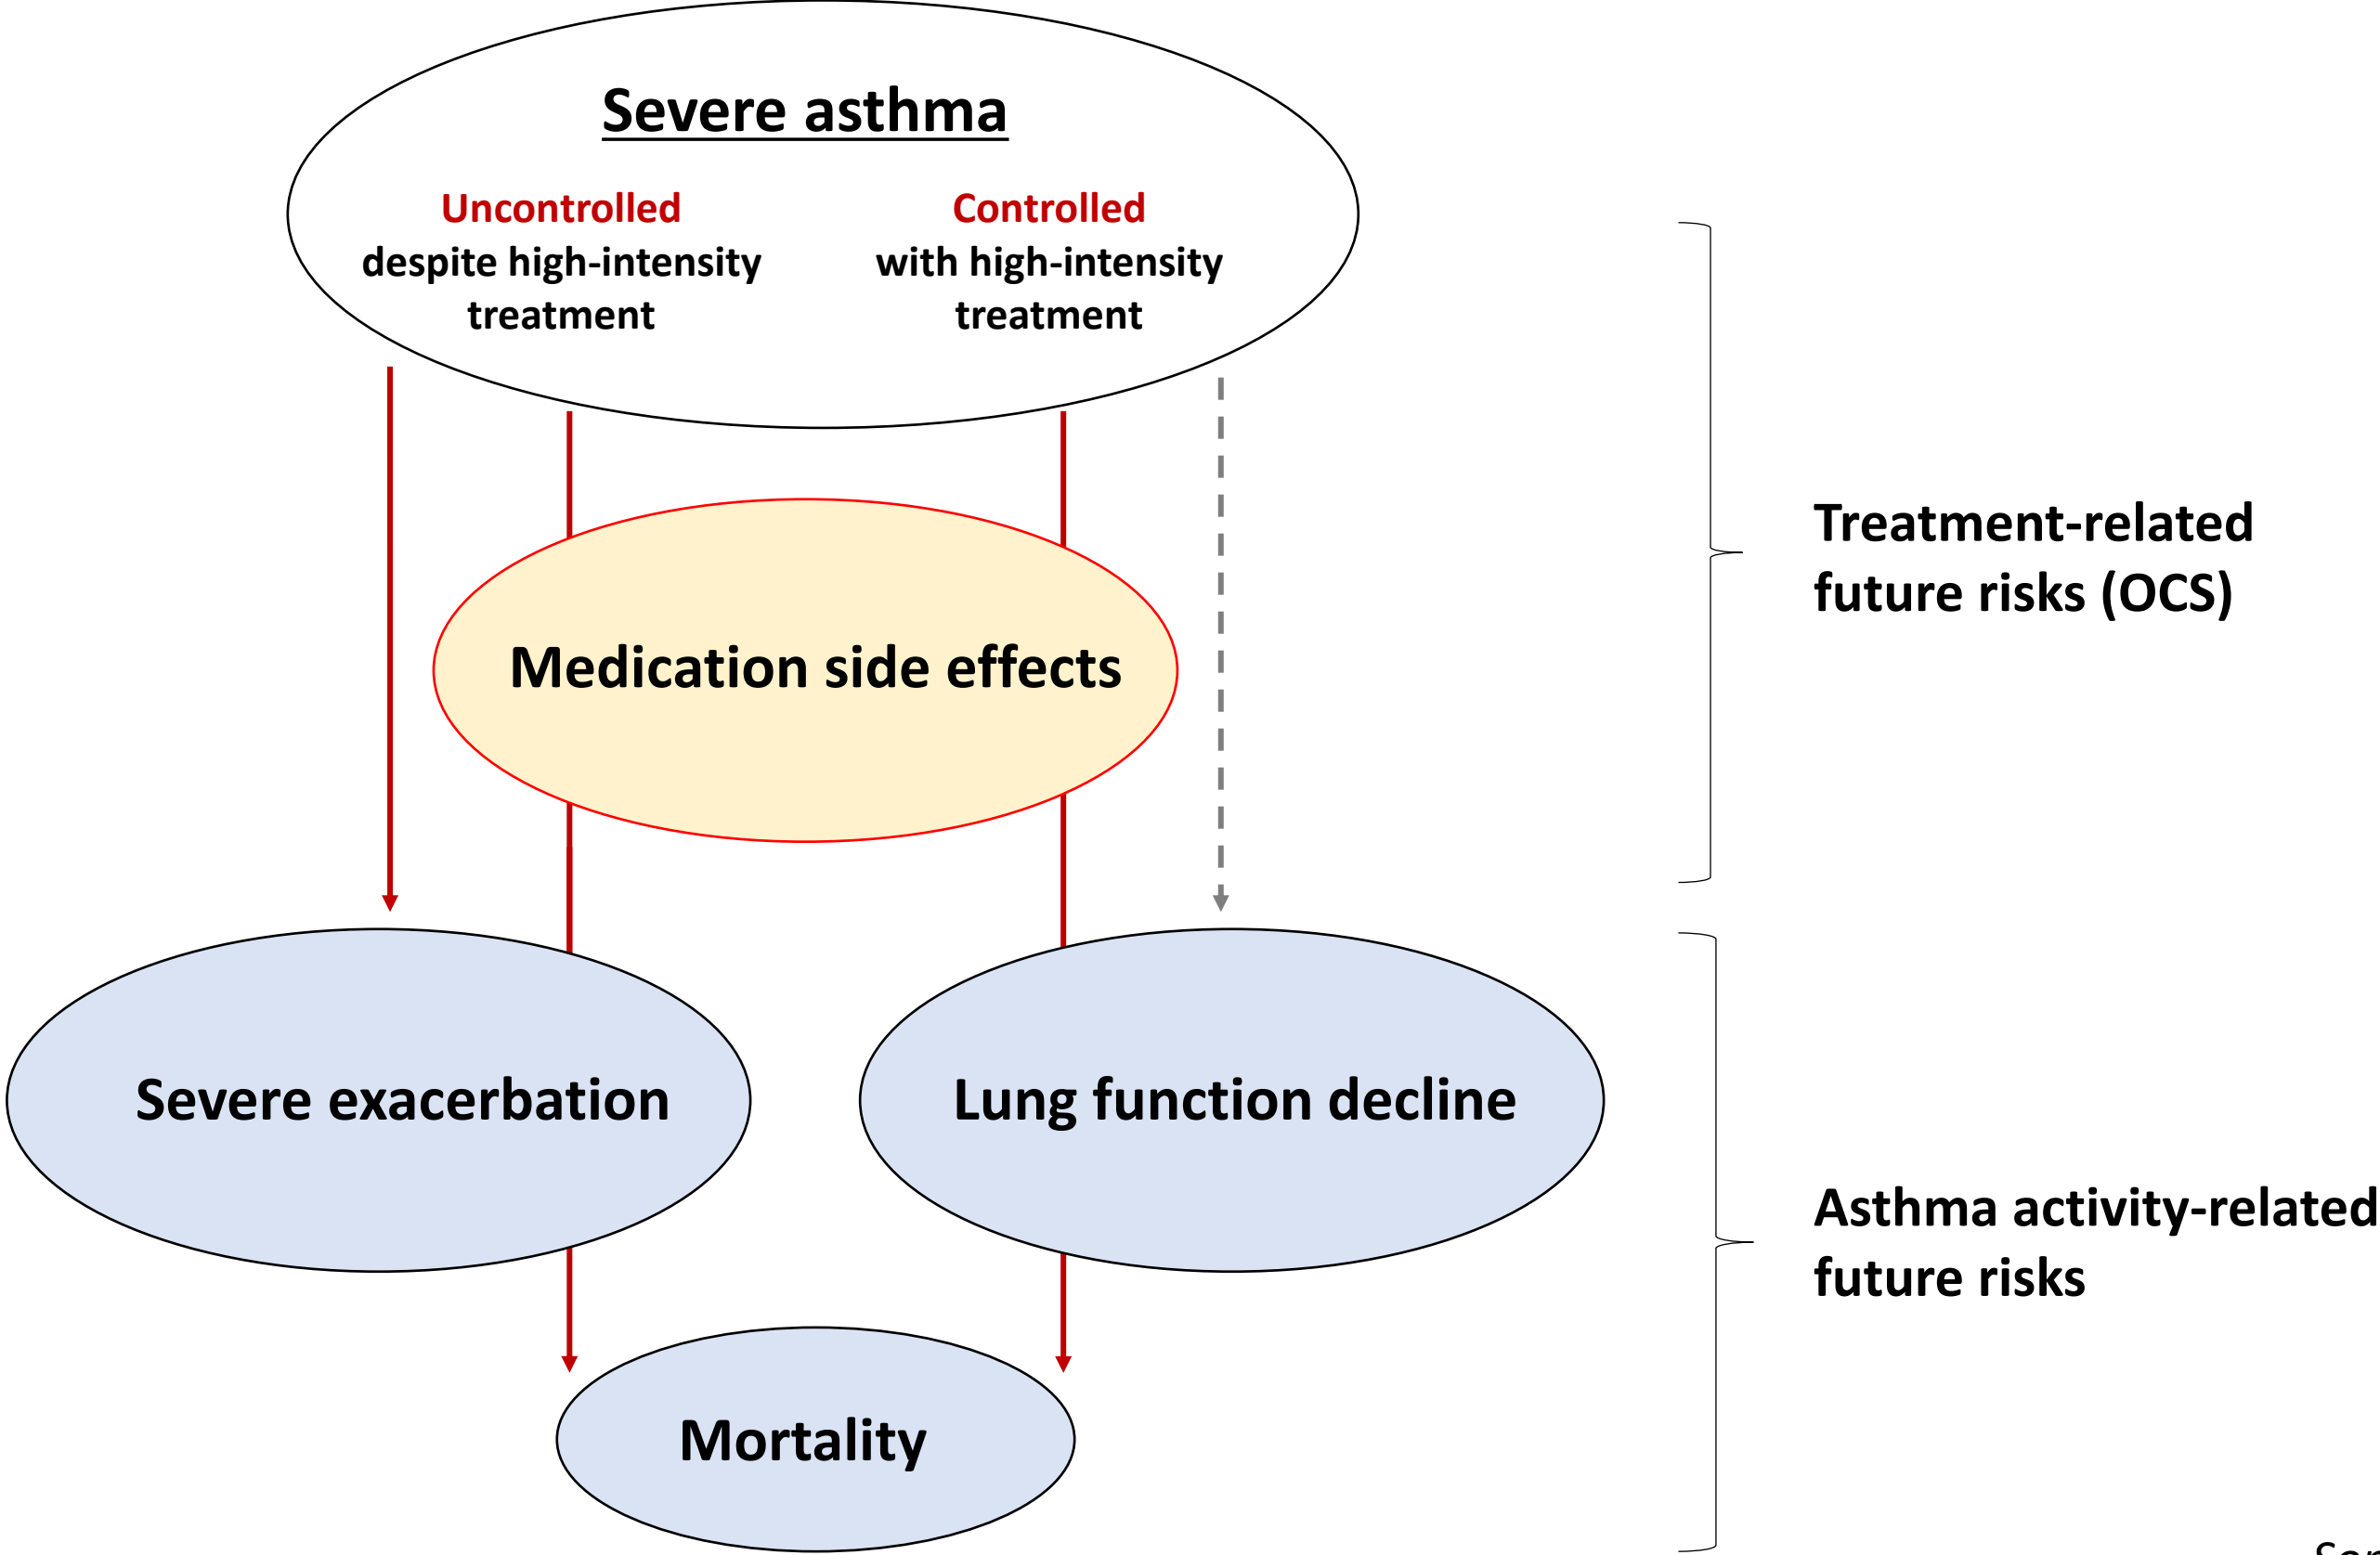 Severe asthma
Uncontrolled
despite high-intensity
treatment
Controlled
with high-intensity
treatment
Treatment-related
future risks (OCS)
Medication side effects
Severe exacerbation
Lung function decline
Asthma activity-related
future risks
Mortality